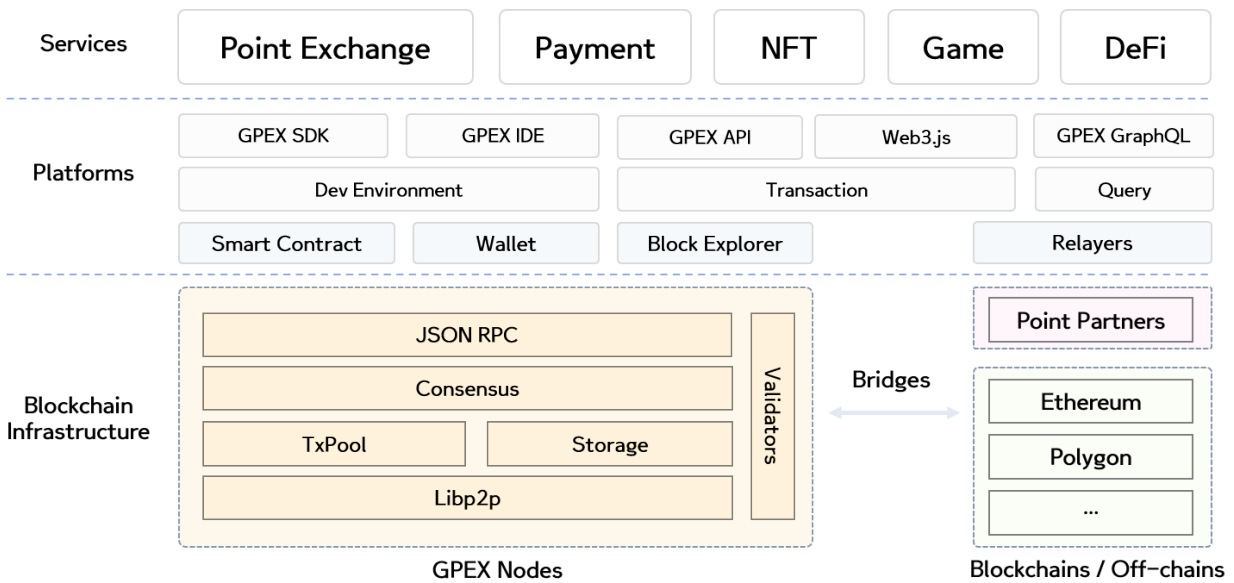 Services
Point Exchange
Payment
NFT
Game
DeFi
Platforms
GPEX SDK
GPEX IDE
GPEX API
Web3.js
GPEX GraphQL
Dev Environment
Transaction
Query
Smart Contract
Wallet
Block Explorer
Relayers
Blockchain
Infrastructure
JSON RPC
Consensus
TxPool
Storage
Libp2p
Validators
GPEX Nodes
Bridges
Point Partners
Ethereum
Polygon
...
Blockchains / Off-chains